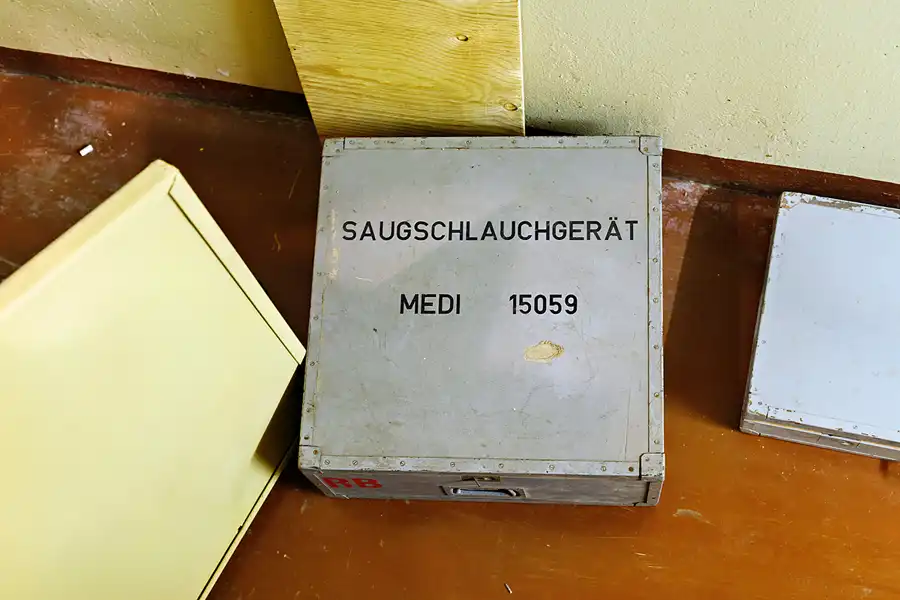 SAUGSCHLAUCHGERÄT
MEDI 15059
RB